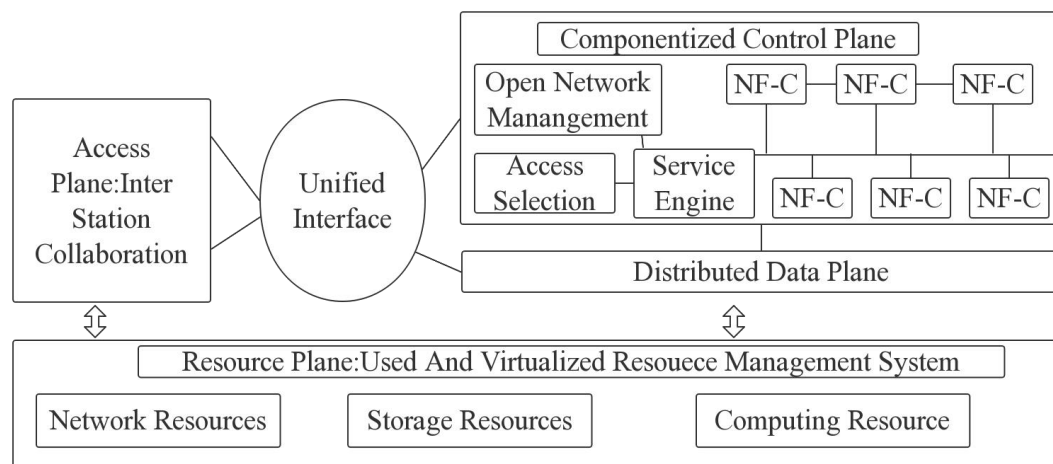 Componentized Control Plane
Open Network
Manangement
NF-C
NF-C
NF-C
Access
Plane:Inter
Station
Collaboration
Unified
Interface
Access
Selection
Service
Engine
NF-C
NF-C
NF-C
Distributed Data Plane
Resource Plane:Used And Virtualized Resouece Management System
Network Resources
Storage Resources
Computing Resource